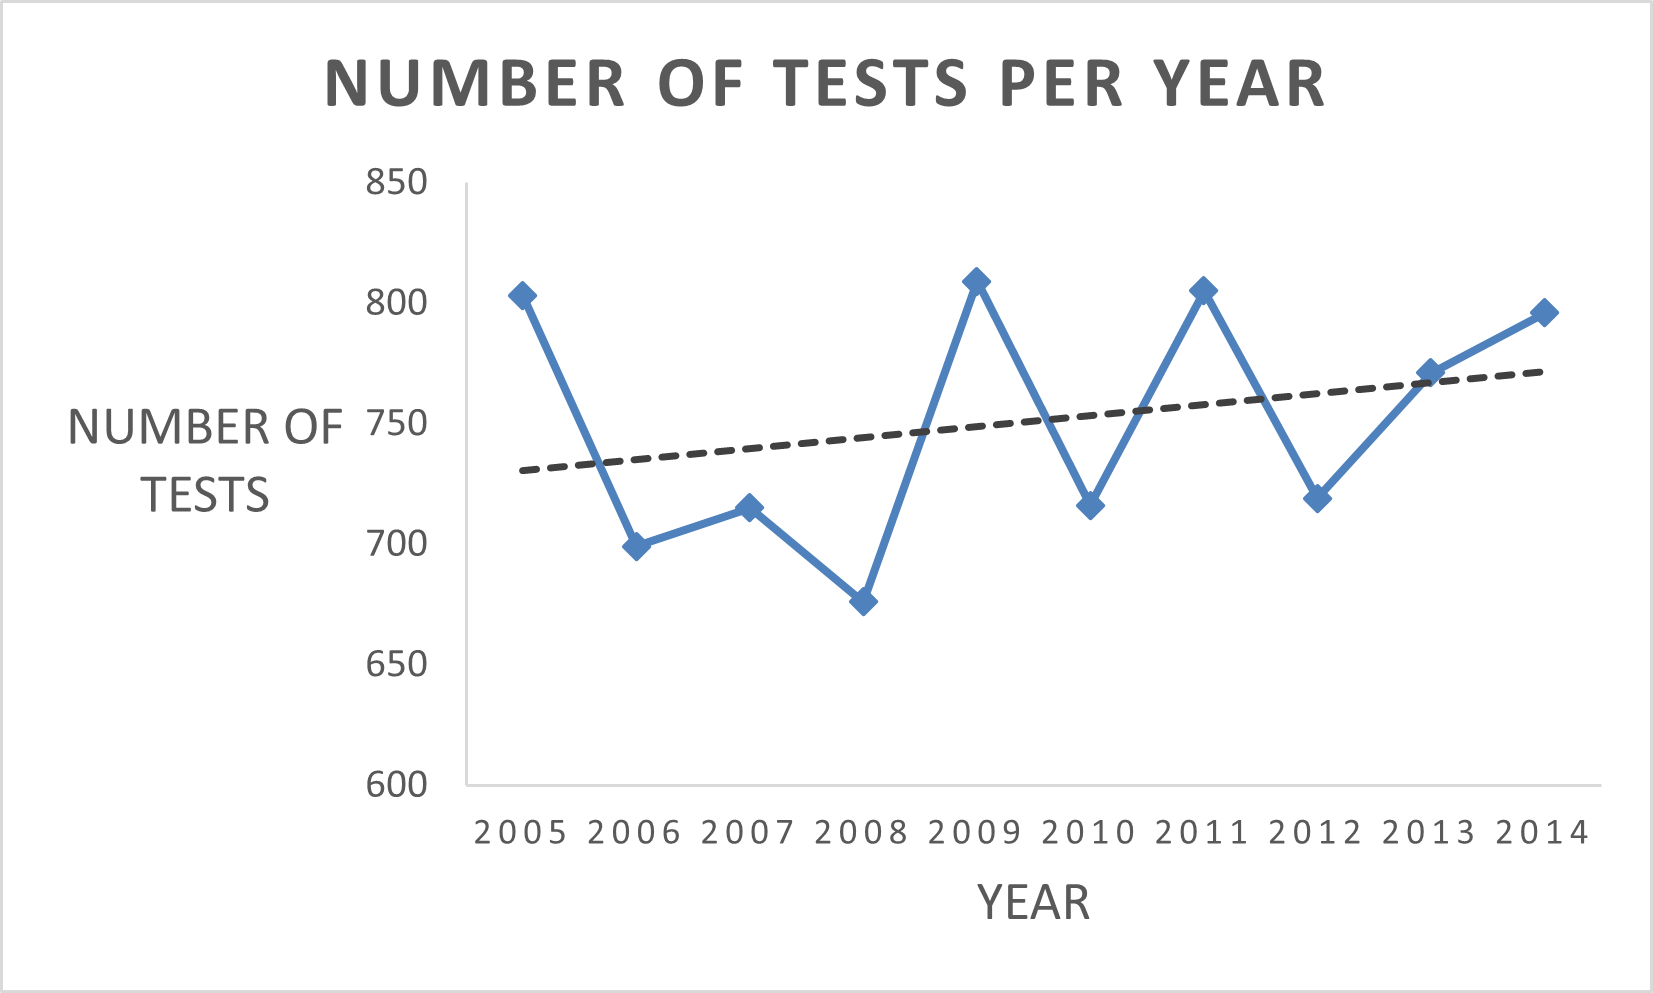 NUMBER OF TESTS PER YEAR
850
800
750
700
650
600
NUMBER OF
TESTS
2005 2006 2007 2008 2009 2010 2011 2012 2013 2014
YEAR